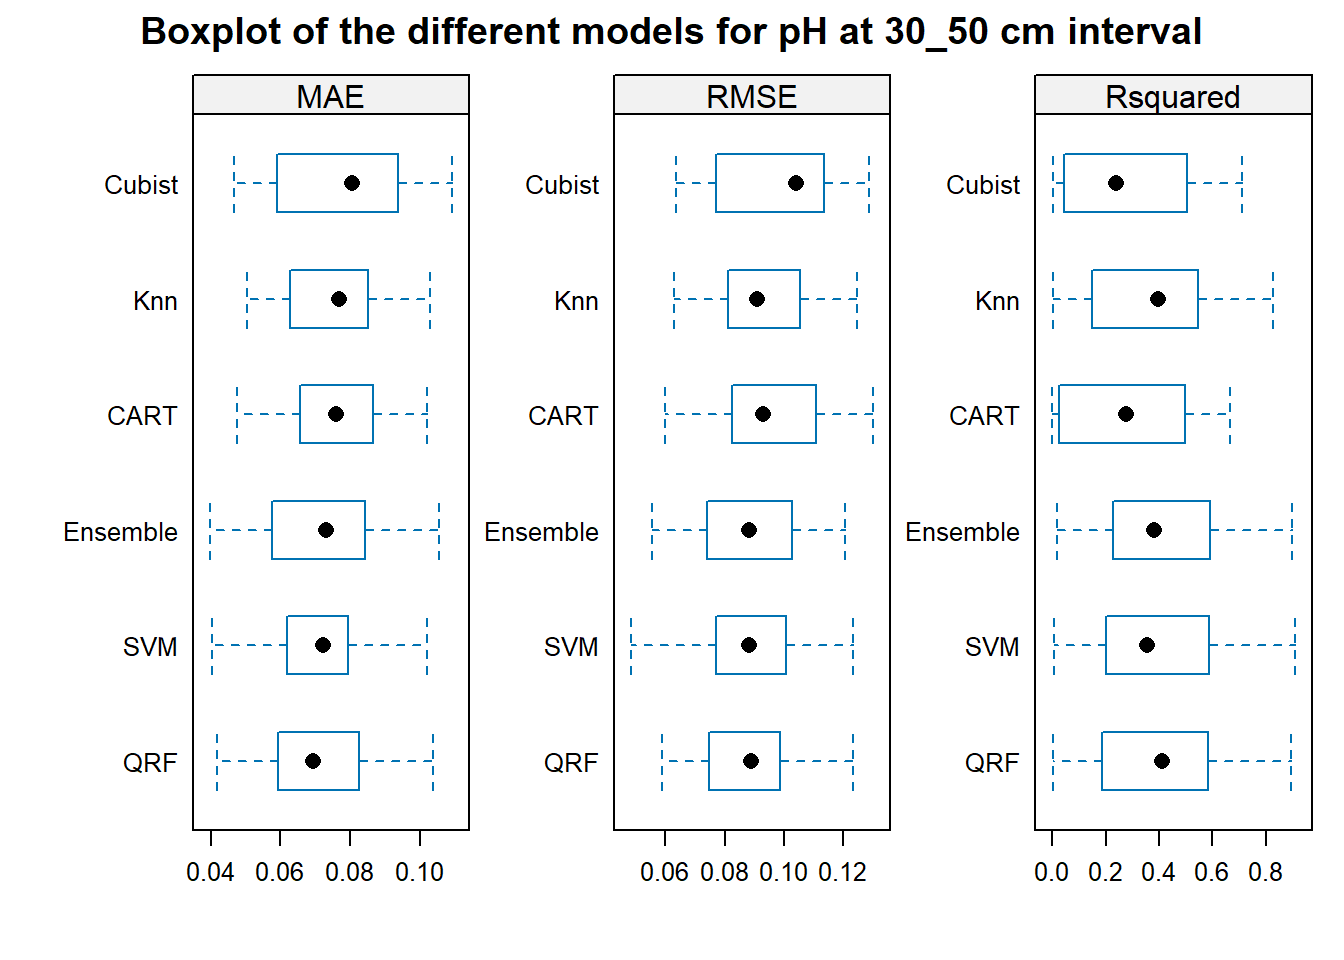 Boxplot of the different models for pH at 30_50 cm interval
MAE
Cubist
Knn
CART
Ensemble
SVM
QRF
0.04 0.06 0.08 0.10
RMSE
Cubist
Knn
CART
Ensemble
SVM
QRF
0.06 0.08 0.10 0.12
Rsquared
Cubist
Knn
CART
Ensemble
SVM
QRF
0.0 0.2 0.4 0.6 0.8